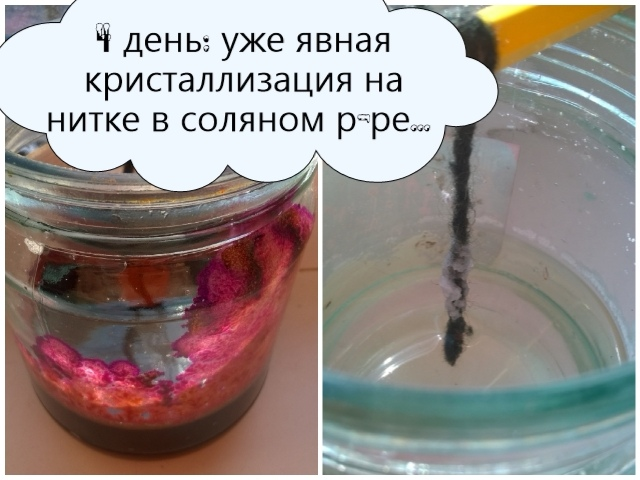 4 день: уже явная
кристаллизация на
нитке в соляном р-ре...